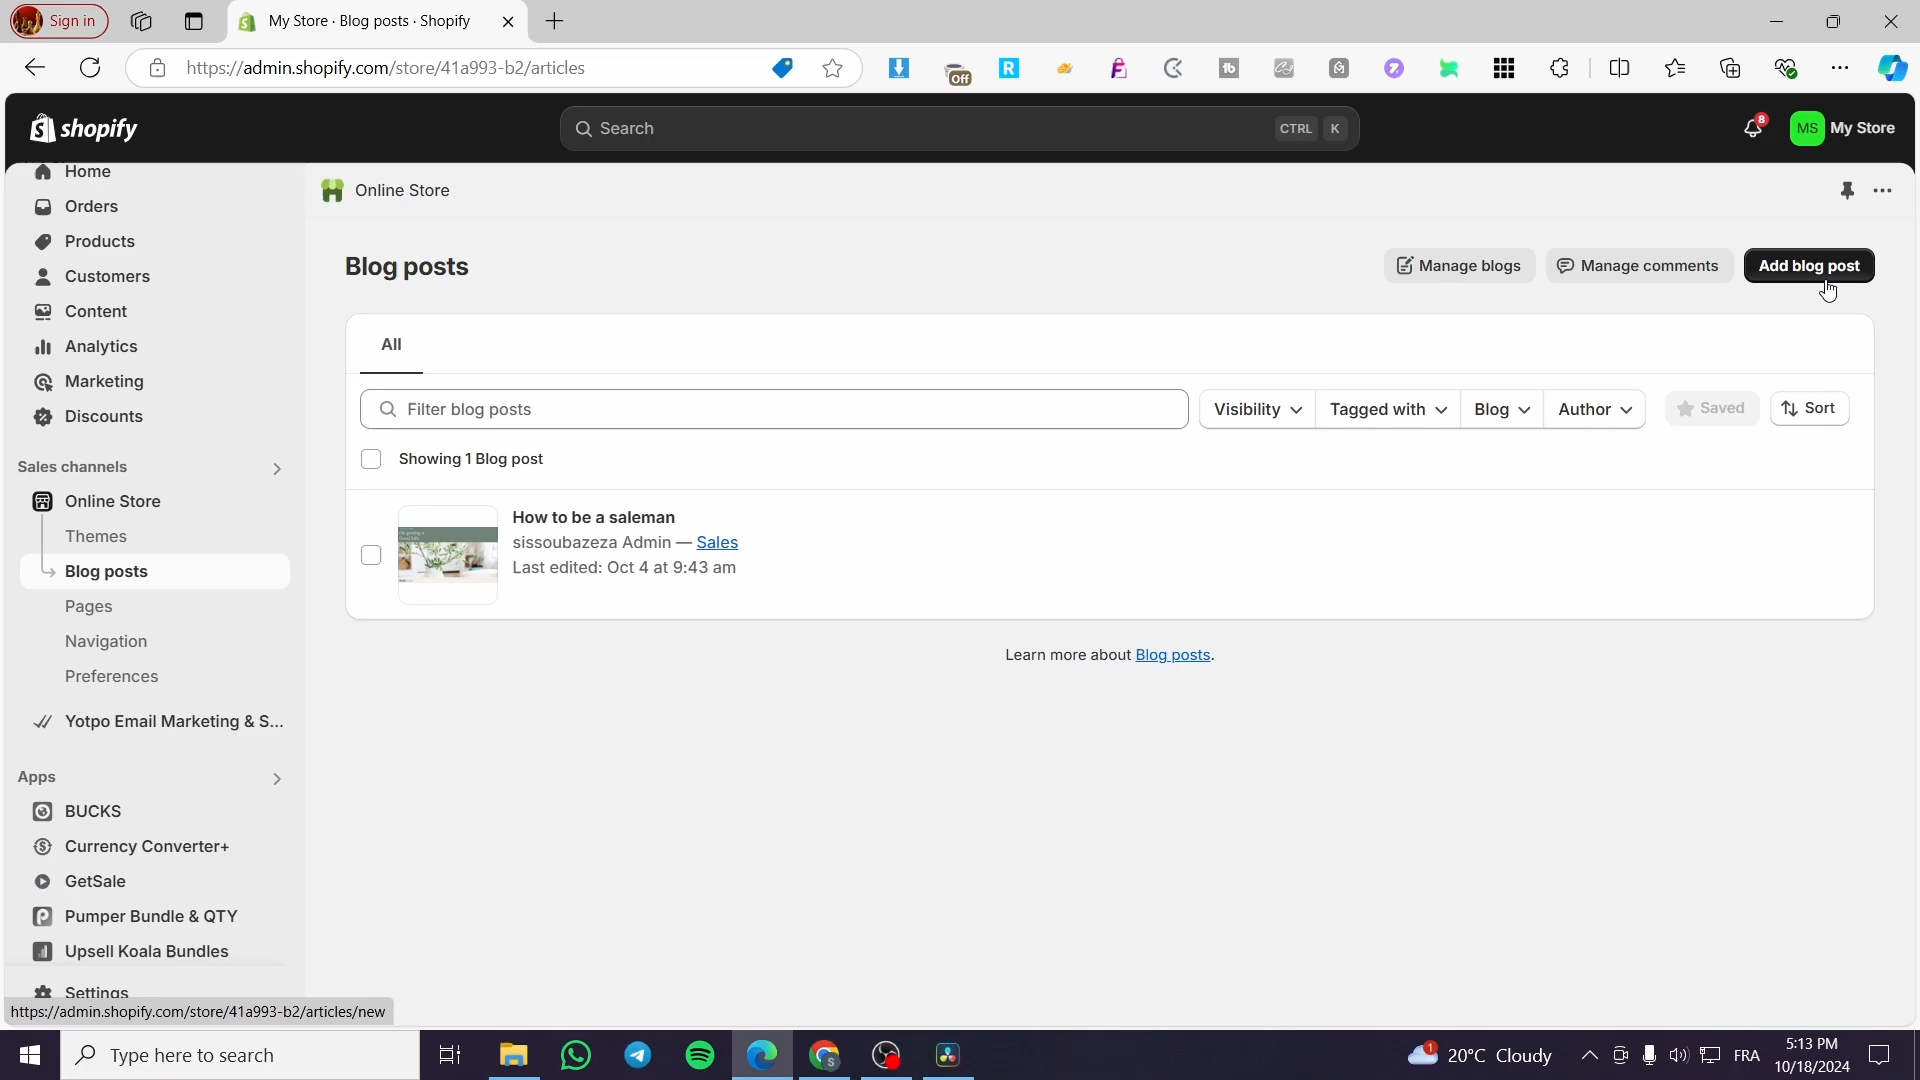 Sign in
My Store · Blog posts · Shopify
https://admin.shopify.com/store/41a993-b2/articles
Off
shopify
Search
CTRL K
8
MS My Store
Home
Orders
Products
Customers
Content
Analytics
Marketing
Discounts
Sales channels
Online Store
Themes
Blog posts
Pages
Navigation
Preferences
Yotpo Email Marketing & S...
Apps
BUCKS
Currency Converter+
GetSale
Pumper Bundle & QTY
Upsell Koala Bundles
Settings
https://admin.shopify.com/store/41a993-b2/articles/new
Online Store
Blog posts
Manage blogs
Manage comments
Add blog post
All
Filter blog posts
Visibility
Tagged with
Blog
Author
Saved
Sort
Showing 1 Blog post
How to be a saleman
sissoubazeza Admin — Sales
Last edited: Oct 4 at 9:43 am
Learn more about Blog posts.
Type here to search
1
20°C Cloudy
FRA
5:13 PM
10/18/2024